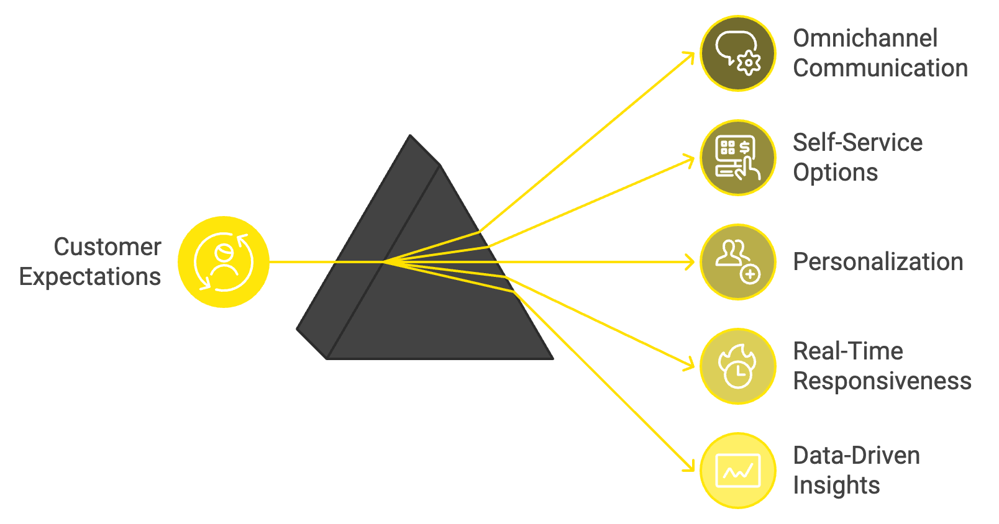 Customer
Expectations
Omnichannel
Communication
Self-Service
Options
Personalization
Real-Time
Responsiveness
Data-Driven
Insights